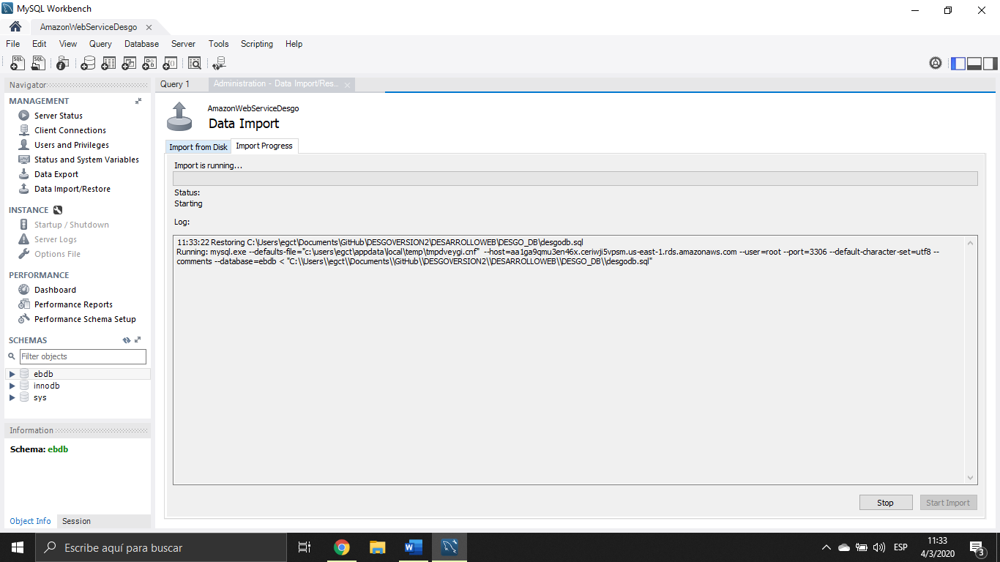 MySQL Workbench
AmazonWebServiceDesgo
File Edit View Query Database Server Tools Scripting Help
Navigator
MANAGEMENT
Server Status
Client Connections
Users and Privileges
Status and System Variables
Data Export
Data Import/Restore
INSTANCE
Startup / Shutdown
Server Logs
Options File
PERFORMANCE
Dashboard
Performance Reports
Performance Schema Setup
SCHEMAS
Filter objects
ebdb
innodb
sys
Information
Schema: ebdb
Object Info Session
Query 1 Administration - Data Import/Res...
AmazonWebServiceDesgo
Data Import
Import from Disk Import Progress
Import is running...
Status:
Starting
Log:
11:33:22 Restoring C:\Users\egct\Documents\GitHub\DESGOVERSION2\DESARROLLOWEB\DESGO_DB\desgodb.sql
Running: mysql.exe --defaults-file="c:\users\egct\appdata\local\temp\tmpdveygi.cnf" --host=aa1ga9qmu3en46x.ceriwji5vpsm.us-east-1.rds.amazonaws.com --user=root --port=3306 --default-character-set=utf8 --
comments --database=ebdb < "C:\\Users\\egct\\Documents\\GitHub\\DESGOVERSION2\\DESARROLLOWEB\\DESGO_DB\\desgodb.sql"
Stop Start Import
Escribe aquí para buscar
ESP
11:33
4/3/2020
3